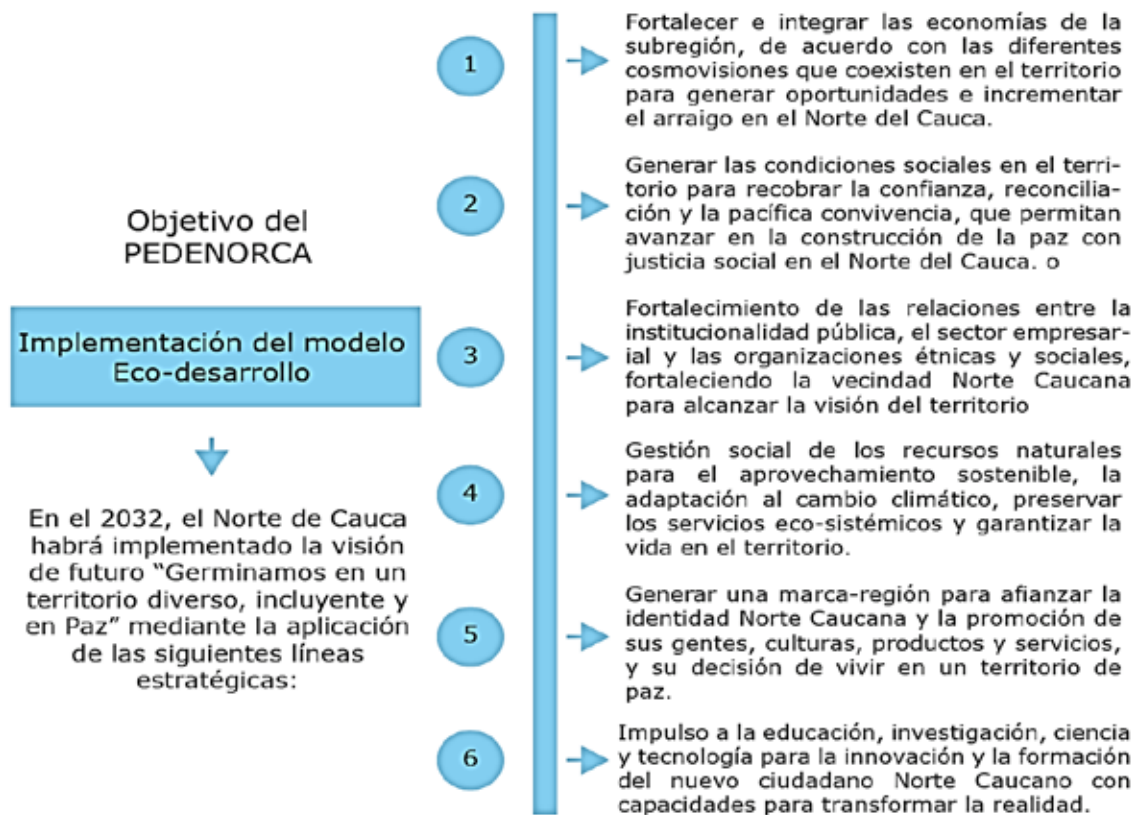 Objetivo del
PEDENORCA
Implementación del modelo
Eco-desarrollo
En el 2032, el Norte de Cauca
habrá implementado la visión
de futuro “Germinamos en un
territorio diverso, incluyente y
en Paz” mediante la aplicación
de las siguientes líneas
estratégicas:
1
Fortalecer e integrar las economías de la
subregión, de acuerdo con las diferentes
cosmovisiones que coexisten en el territorio
para generar oportunidades e incrementar
el arraigo en el Norte del Cauca.
2
Generar las condiciones sociales en el terri-
torio para recobrar la confianza, reconcilia-
ción y la pacífica convivencia, que permitan
avanzar en la construcción de la paz con
justicia social en el Norte del Cauca. o
3
Fortalecimiento de las relaciones entre la
institucionalidad pública, el sector empresar-
ial y las organizaciones étnicas y sociales,
fortaleciendo la vecindad Norte Caucana
para alcanzar la visión del territorio
4
Gestión social de los recursos naturales
para el aprovechamiento sostenible, la
adaptación al cambio climático, preservar
los servicios eco-sistémicos y garantizar la
vida en el territorio.
5
Generar una marca-región para afianzar la
identidad Norte Caucana y la promoción de
sus gentes, culturas, productos y servicios,
y su decisión de vivir en un territorio de
paz.
6
Impulso a la educación, investigación, ciencia
y tecnología para la innovación y la formación
del nuevo ciudadano Norte Caucano con
capacidades para transformar la realidad.